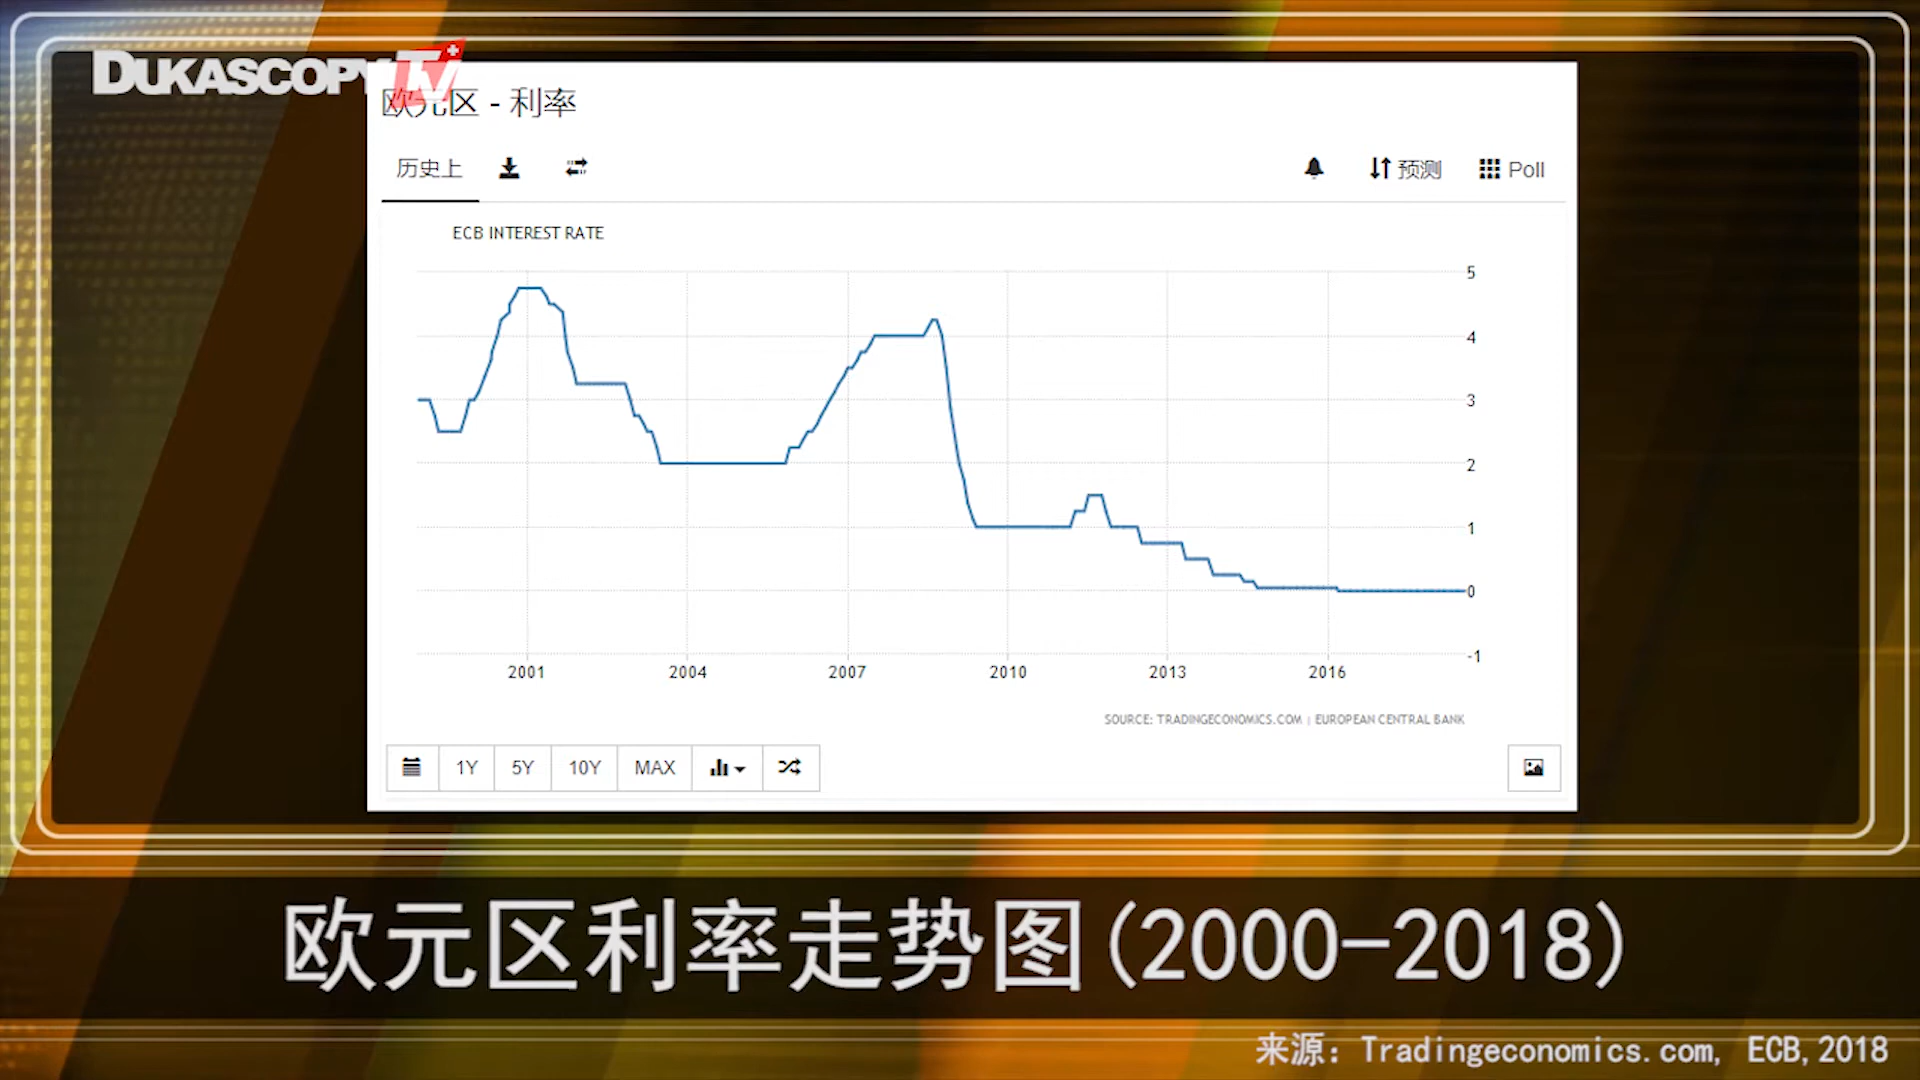 DUKASCOPY TV
欧元区 - 利率
历史上 预测 Poll
ECB INTEREST RATE
5
4
3
2
1
0
-1
2001 2004 2007 2010 2013 2016
SOURCE: TRADINGECONOMICS.COM | EUROPEAN CENTRAL BANK
1Y 5Y 10Y MAX
欧元区利率走势图(2000-2018)
来源: Tradingeconomics.com, ECB,2018